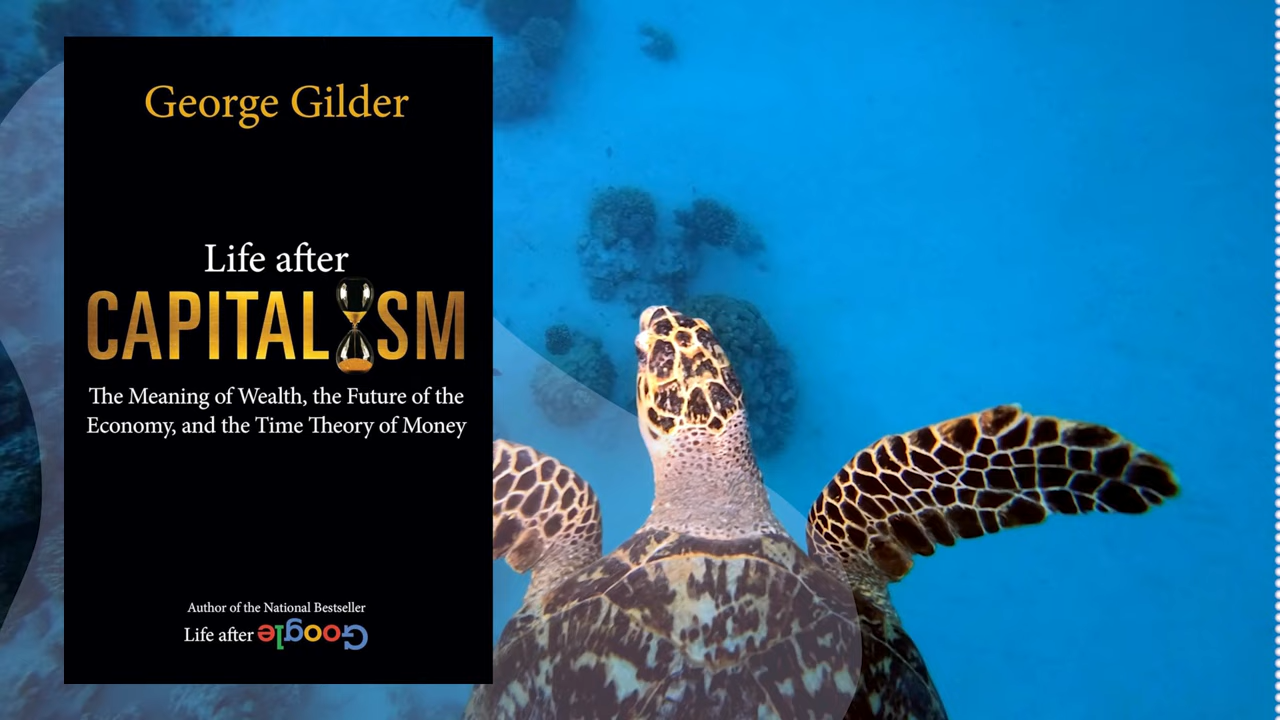 George Gilder
Life after
CAPITALISM
The Meaning of Wealth, the Future of the
Economy, and the Time Theory of Money
Author of the National Bestseller
Life after Google